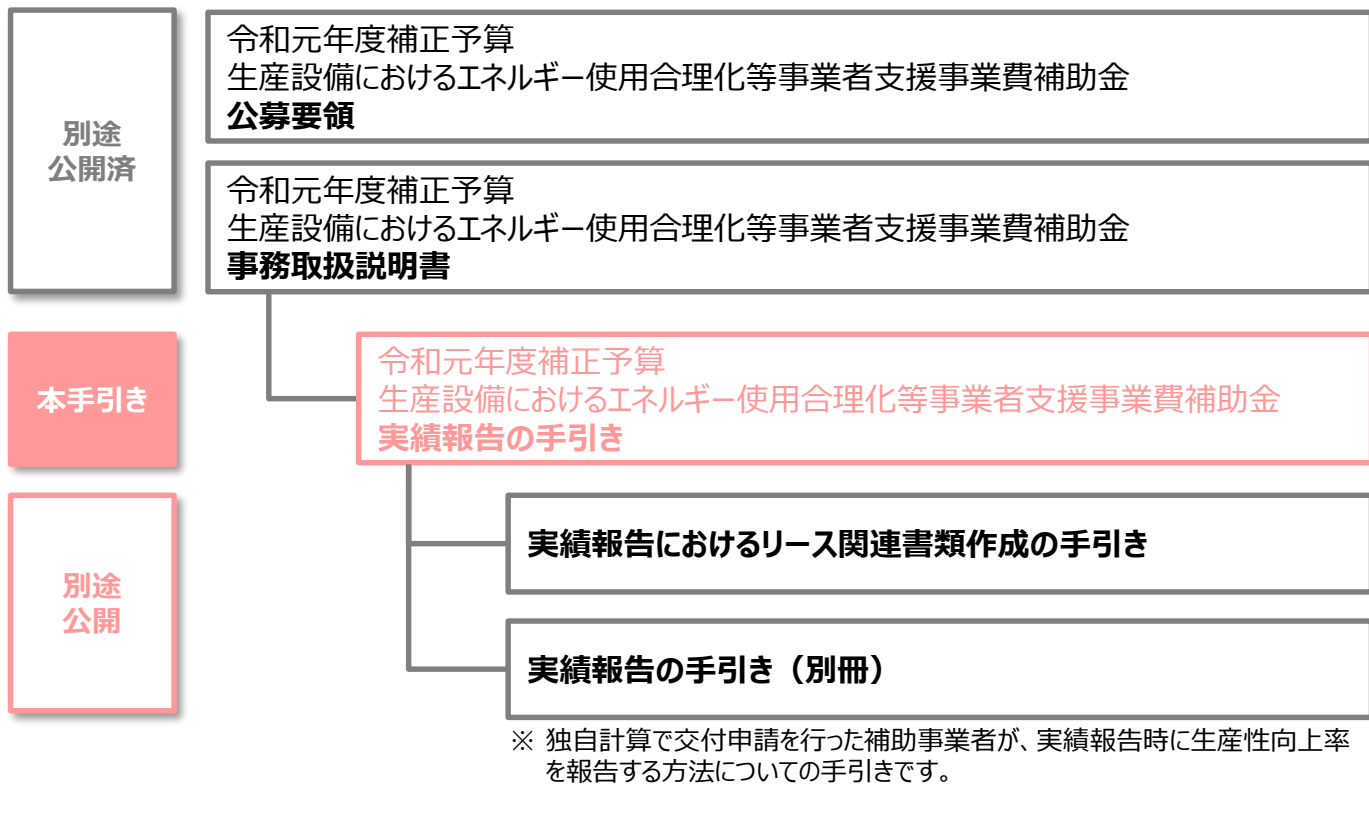 別途
公開済
令和元年度補正予算
生産設備におけるエネルギー使用合理化等事業者支援事業費補助金
公募要領
令和元年度補正予算
生産設備におけるエネルギー使用合理化等事業者支援事業費補助金
事務取扱説明書
本手引き
令和元年度補正予算
生産設備におけるエネルギー使用合理化等事業者支援事業費補助金
実績報告の手引き
別途
公開
実績報告におけるリース関連書類作成の手引き
実績報告の手引き（別冊）
※ 独自計算で交付申請を行った補助事業者が、実績報告時に生産性向上率
を報告する方法についての手引きです。